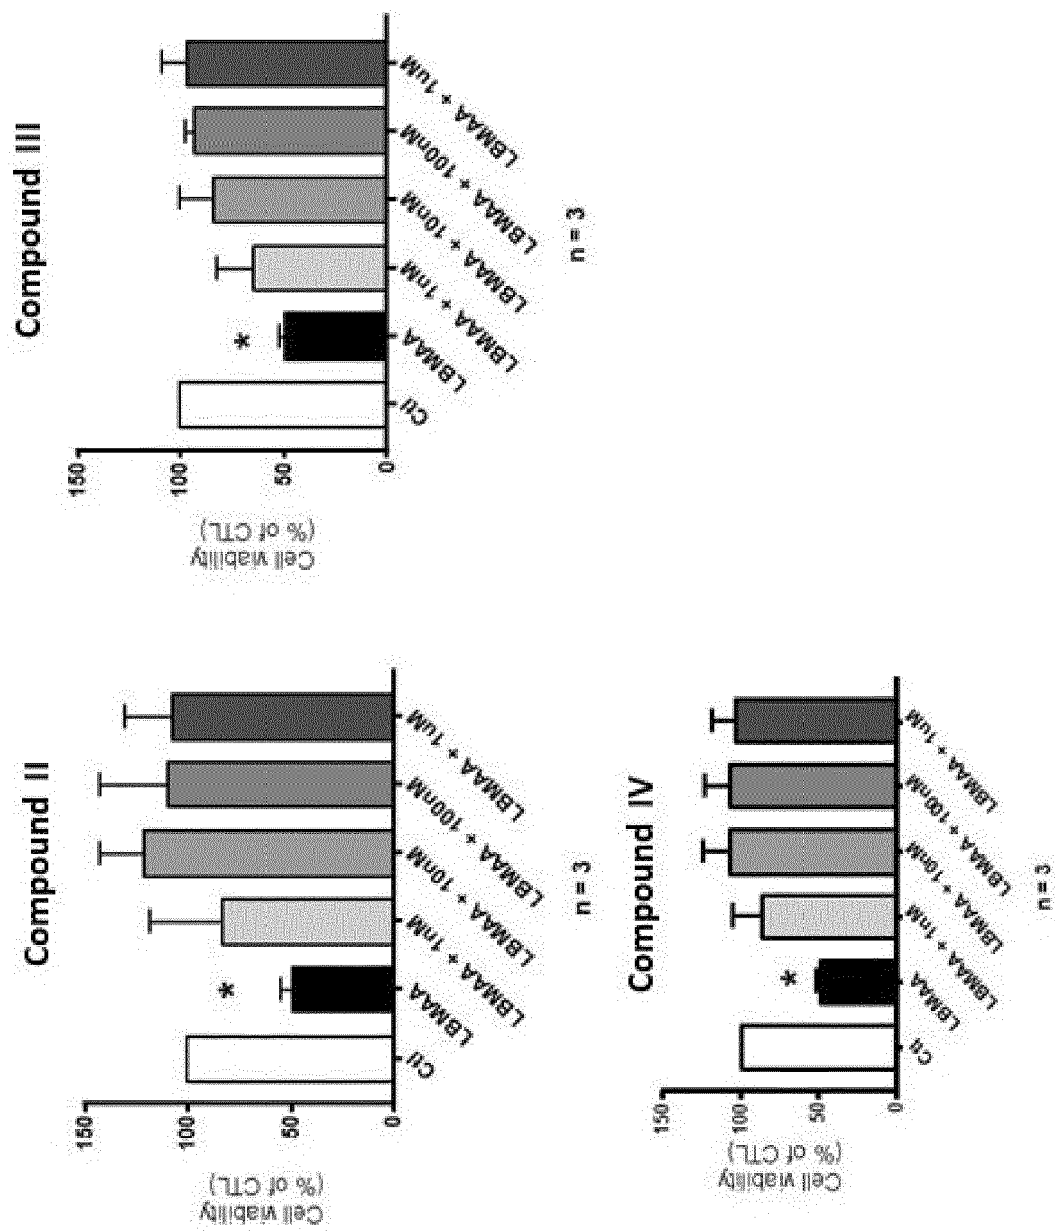 Compound II
Cell viability
(% of CTL)
150
100
50
0
*
Ctl
LBMAA
LBMAA + 1nM
LBMAA + 10nM
LBMAA + 100nM
LBMAA + 1uM
n = 3
Compound III
Cell viability
(% of CTL)
150
100
50
0
*
Ctl
LBMAA
LBMAA + 1nM
LBMAA + 10nM
LBMAA + 100nM
LBMAA + 1uM
n = 3
Compound IV
Cell viability
(% of CTL)
150
100
50
0
*
Ctl
LBMAA
LBMAA + 1nM
LBMAA + 10nM
LBMAA + 100nM
LBMAA + 1uM
n = 3